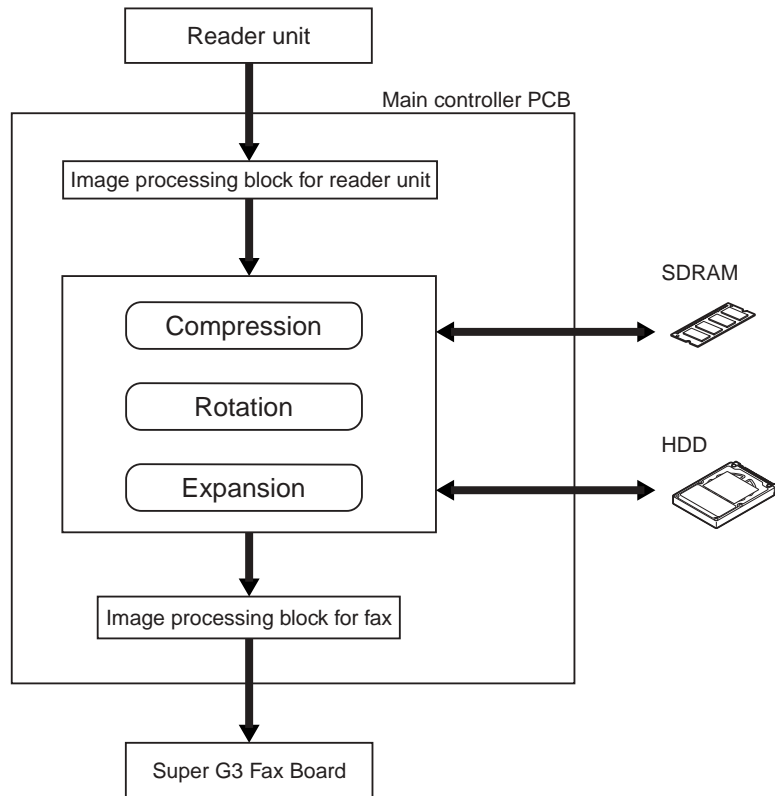 Reader unit
Main controller PCB
Image processing block for reader unit
SDRAM
Compression
Rotation
HDD
Expansion
Image processing block for fax
Super G3 Fax Board